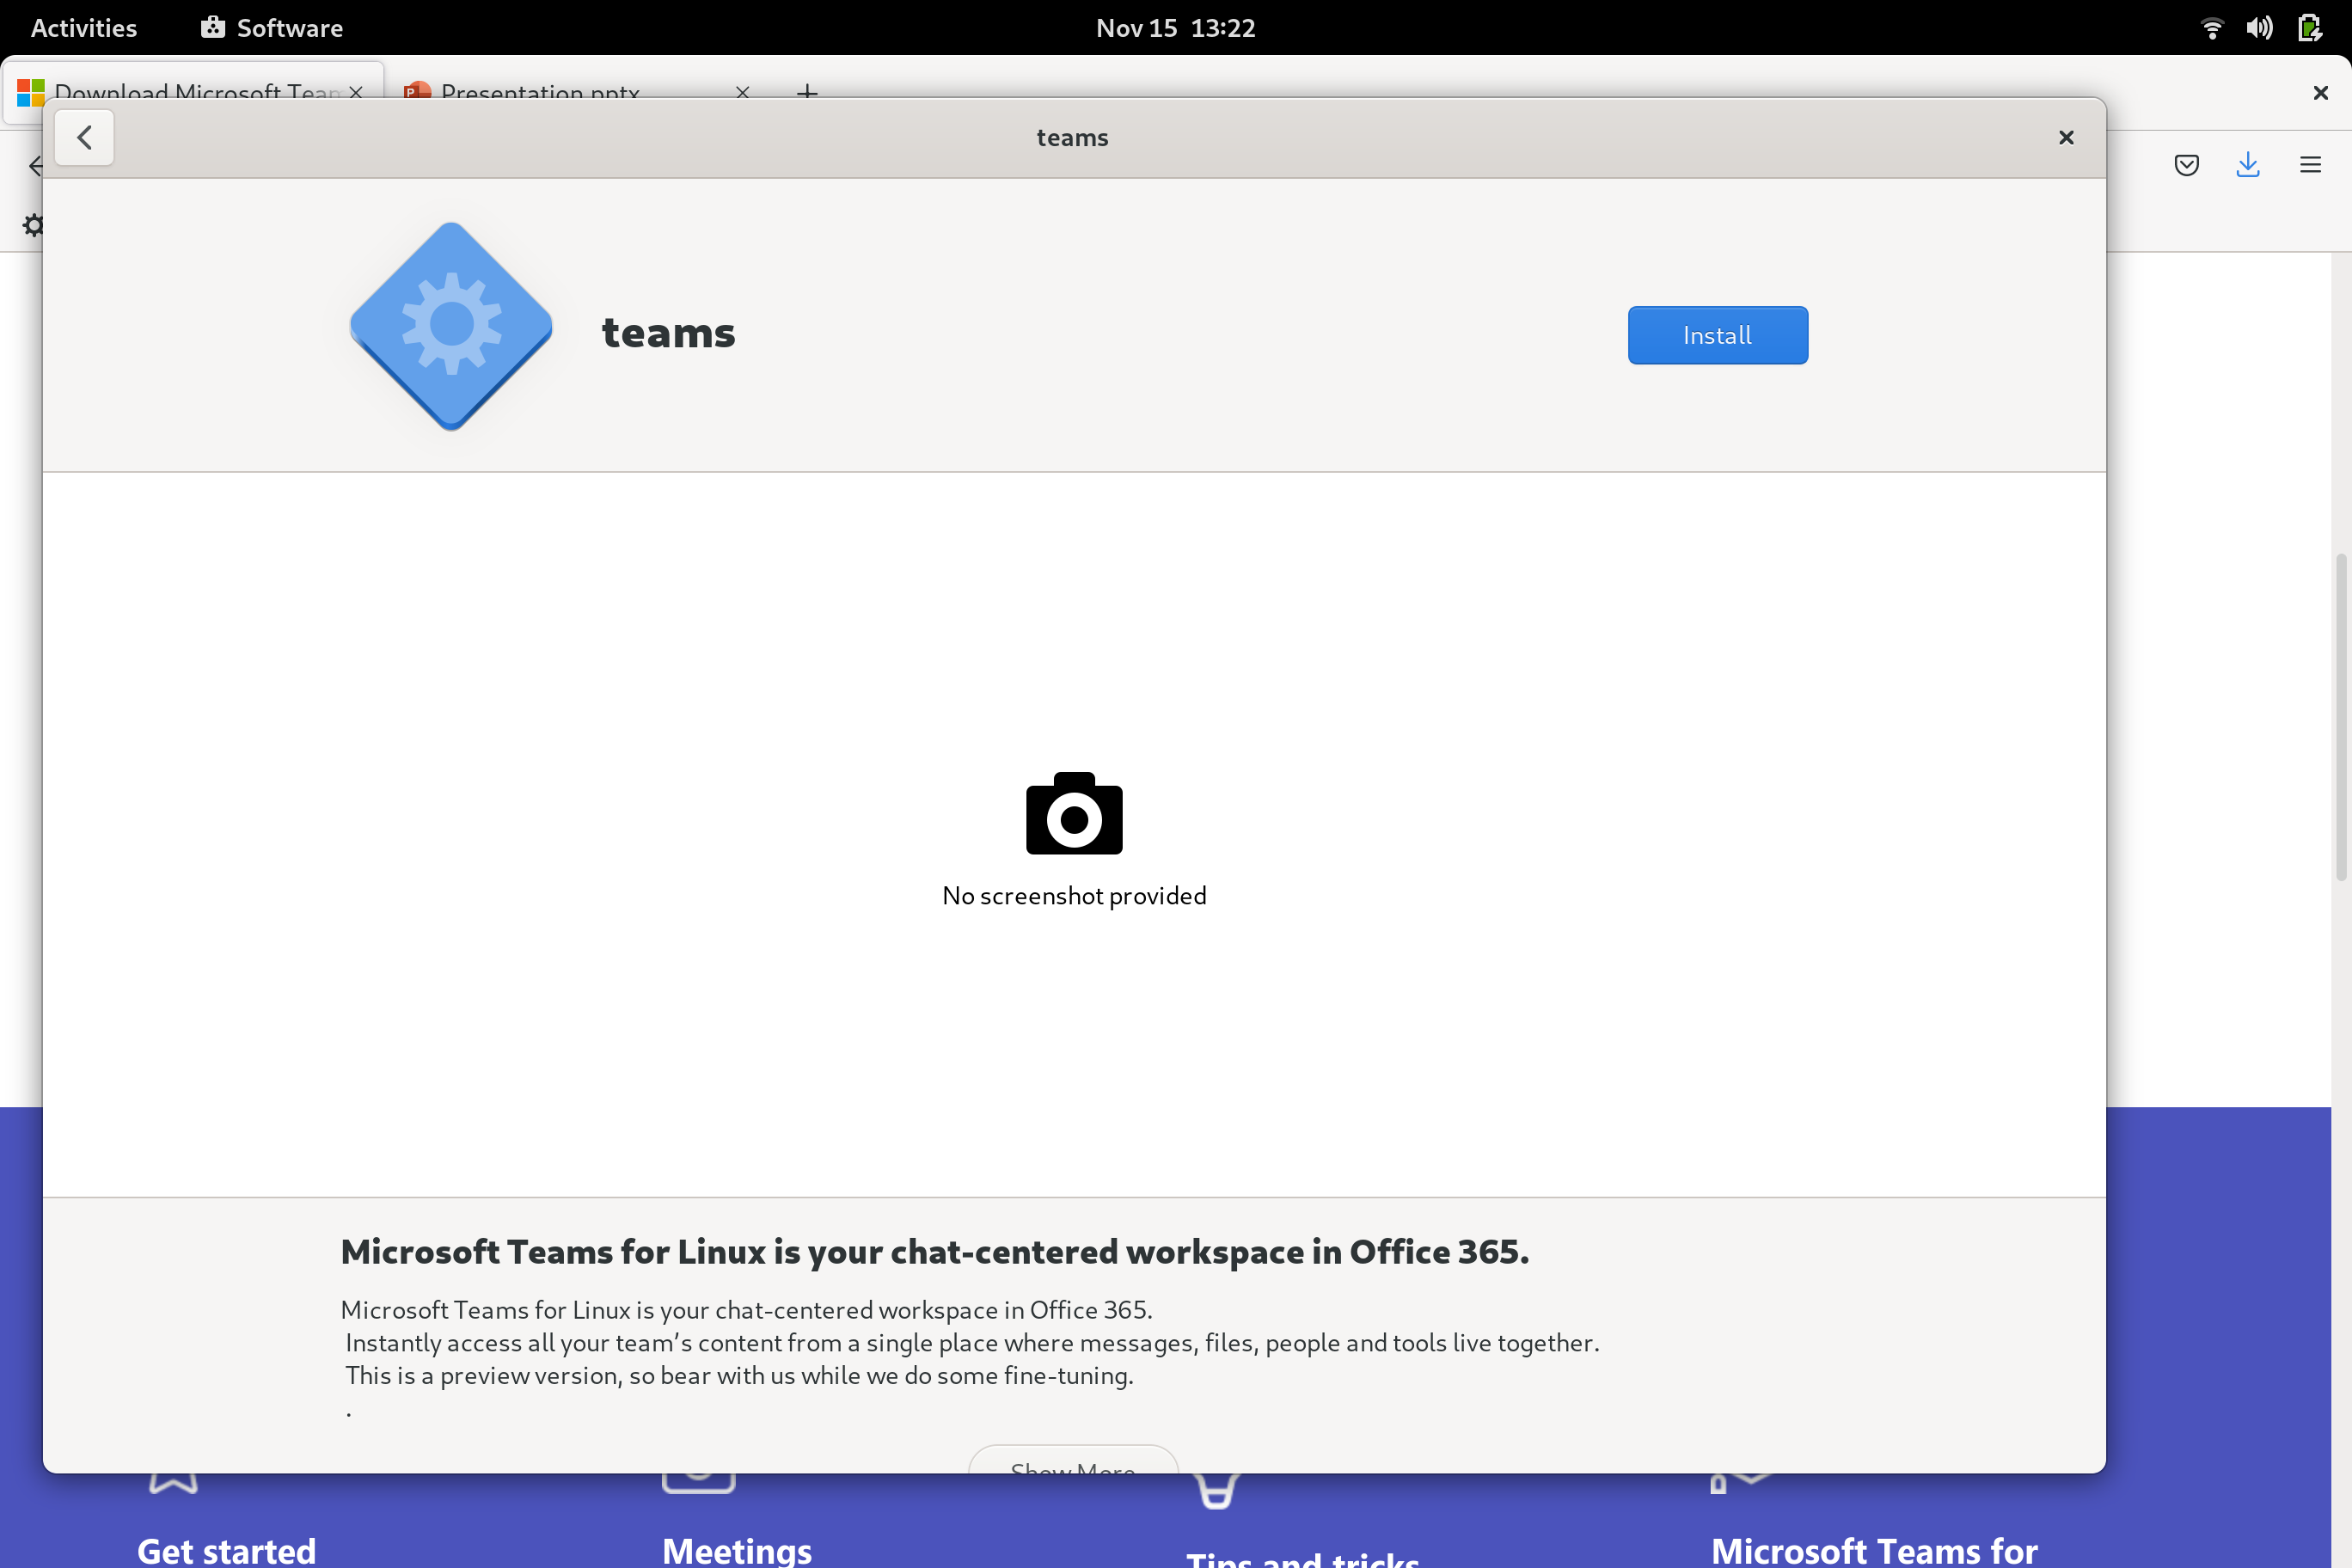 Activities Software Nov 15 13:22
Download Microsoft Team Presentation.pptx
teams
teams
Install
No screenshot provided
Microsoft Teams for Linux is your chat-centered workspace in Office 365.
Microsoft Teams for Linux is your chat-centered workspace in Office 365.
Instantly access all your team’s content from a single place where messages, files, people and tools live together.
This is a preview version, so bear with us while we do some fine-tuning.
.
Show More
Get started Meetings Tips and tricks Microsoft Teams for